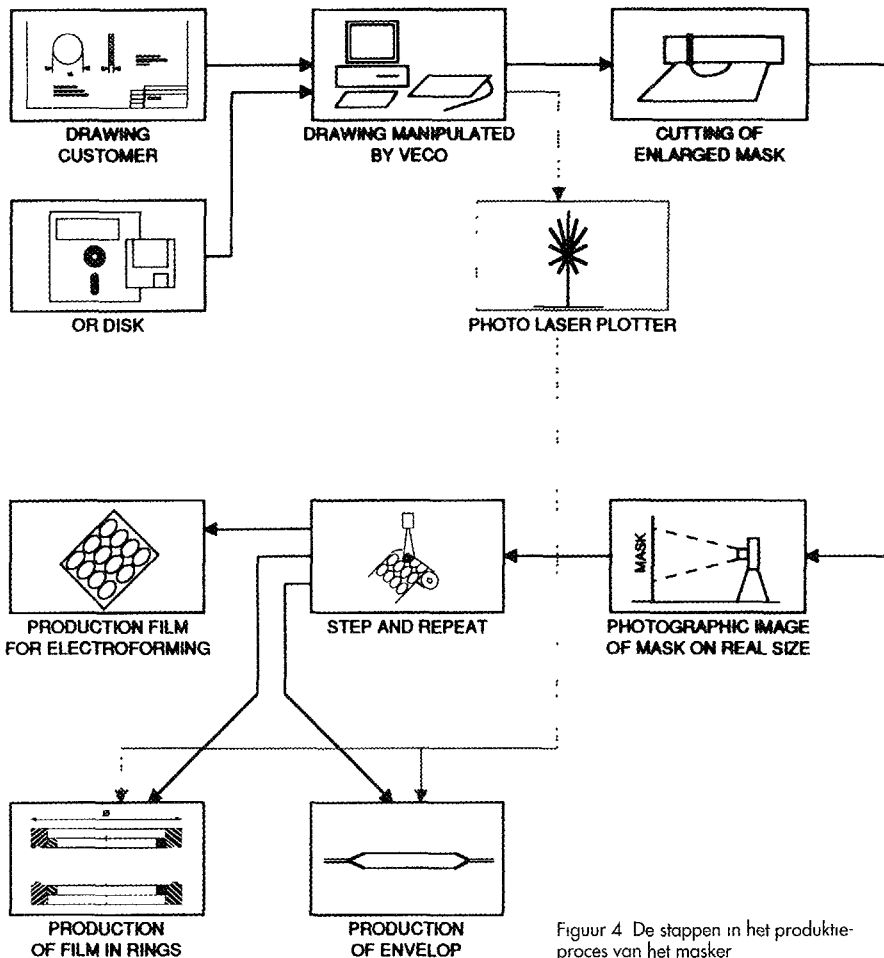 DRAWING
CUSTOMER
DRAWING MANIPULATED
BY VECO
CUTTING OF
ENLARGED MASK
OR DISK
PHOTO LASER PLOTTER
PRODUCTION FILM
FOR ELECTROFORMING
STEP AND REPEAT
MASK
PHOTOGRAPHIC IMAGE
OF MASK ON REAL SIZE
PRODUCTION
OF FILM IN RINGS
PRODUCTION
OF ENVELOP
Figuur 4 De stappen in het produktie-
proces van het masker